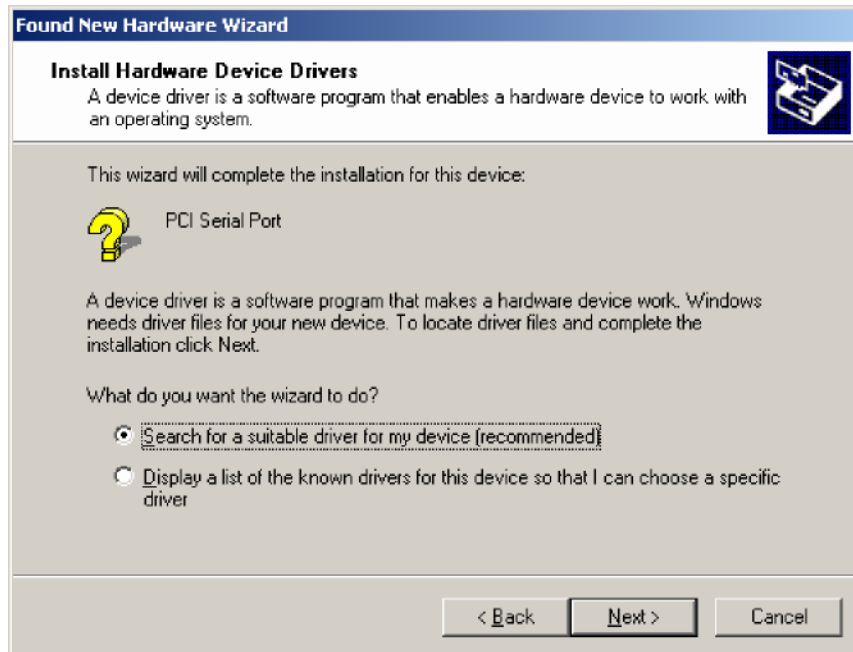 Found New Hardware Wizard
Install Hardware Device Drivers
A device driver is a software program that enables a hardware device to work with
an operating system.
This wizard will complete the installation for this device:
PCI Serial Port
A device driver is a software program that makes a hardware device work. Windows
needs driver files for your new device. To locate driver files and complete the
installation click Next.
What do you want the wizard to do?
Search for a suitable driver for my device (recommended)
Display a list of the known drivers for this device so that I can choose a specific
driver
< Back
Next >
Cancel